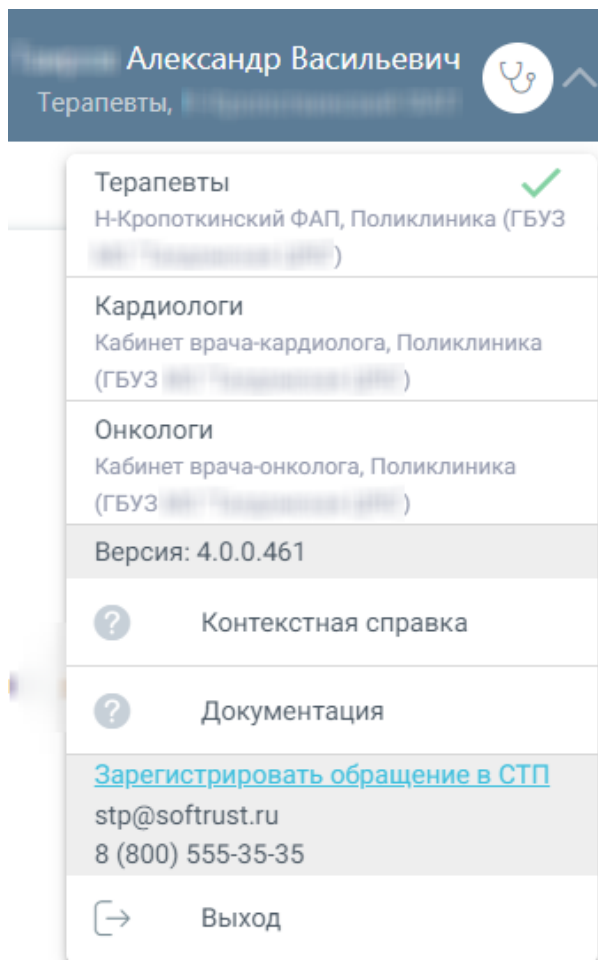 Александр Васильевич
Терапевты,
Терапевты
Н-Кропоткинский ФАП, Поликлиника (ГБУЗ
)
Кардиологи
Кабинет врача-кардиолога, Поликлиника
(ГБУЗ )
Онкологи
Кабинет врача-онколога, Поликлиника
(ГБУЗ )
Версия: 4.0.0.461
Контекстная справка
Документация
Зарегистрировать обращение в СТП
stp@softrust.ru
8 (800) 555-35-35
Выход